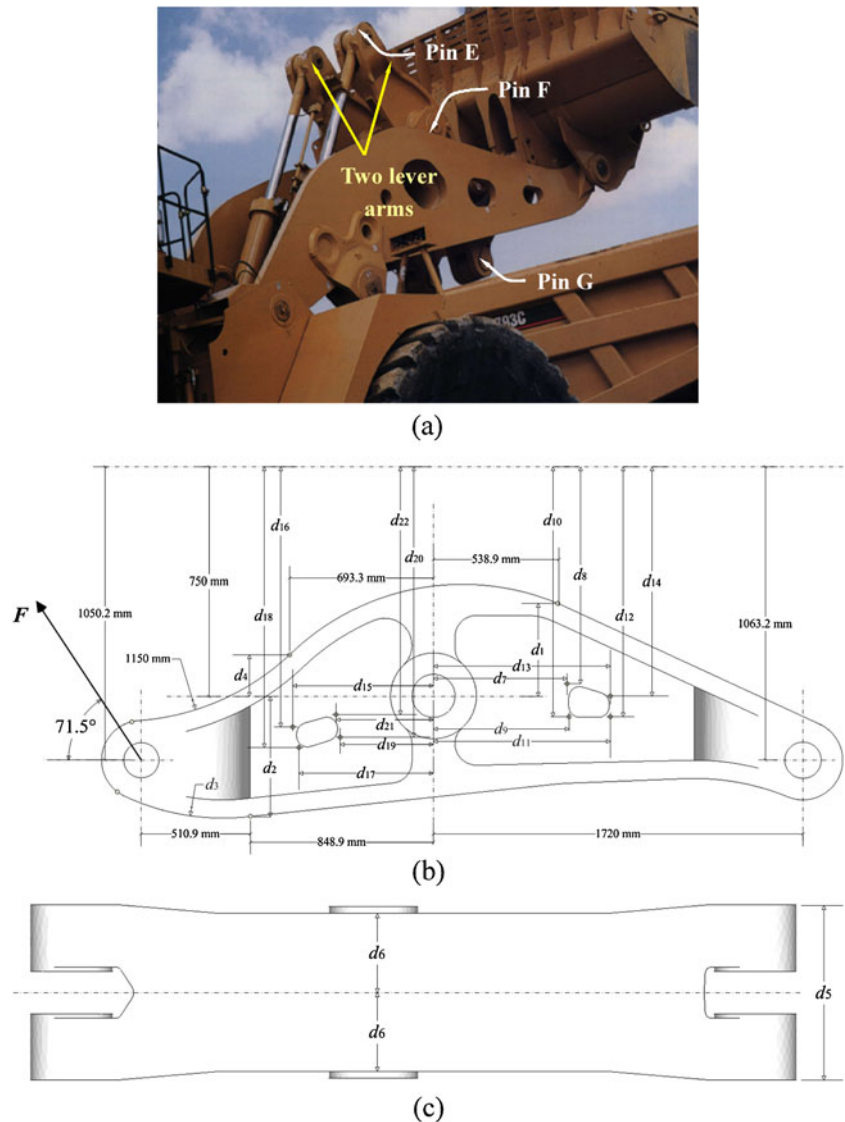 Pin E
Pin F
Two lever
arms
Pin G
793C
(a)
d16
d22
d20
d10
538.9 mm
d8
d14
750 mm
693.3 mm
F
1050.2 mm
d18
d12
1063.2 mm
1150 mm
d4
d1
d13
d15
d7
71.5°
d21
d9
d19
d11
d2
d17
d3
510.9 mm
848.9 mm
1720 mm
(b)
d6
d5
d6
(c)